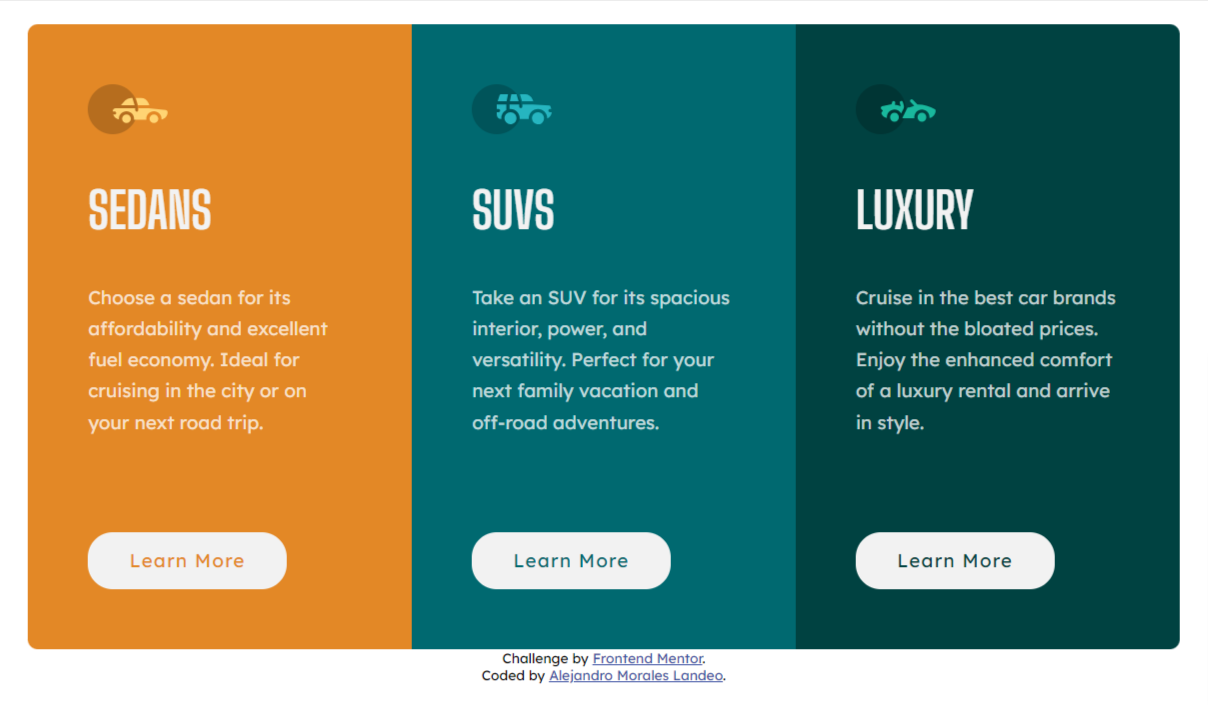 SEDANS
Choose a sedan for its
affordability and excellent
fuel economy. Ideal for
cruising in the city or on
your next road trip.
Learn More
SUVS
Take an SUV for its spacious
interior, power, and
versatility. Perfect for your
next family vacation and
off-road adventures.
Learn More
LUXURY
Cruise in the best car brands
without the bloated prices.
Enjoy the enhanced comfort
of a luxury rental and arrive
in style.
Learn More
Challenge by Frontend Mentor.
Coded by Alejandro Morales Landeo.